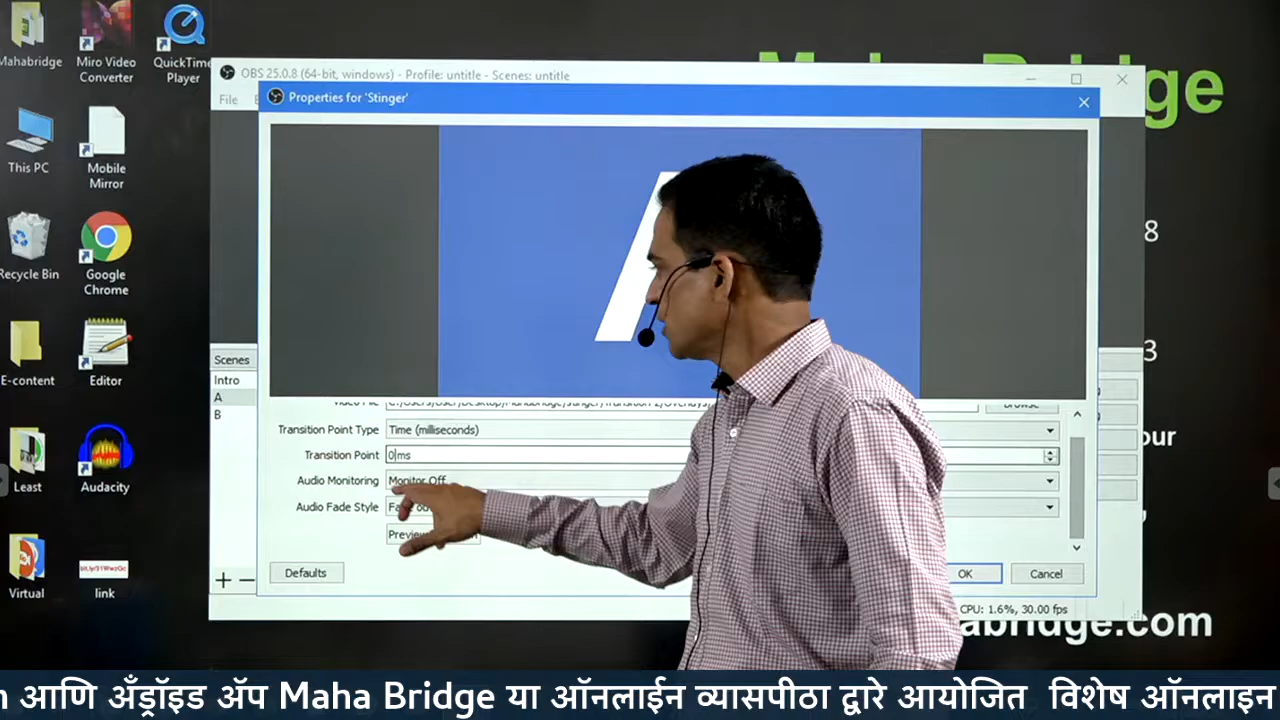 Mahabridge
Miro Video
Converter
QuickTime
Player
This PC
Mobile
Mirror
Recycle Bin
Google
Chrome
E-content
Editor
Least
Audacity
Virtual
link
OBS 25.0.8 (64-bit, windows) - Profile: untitle - Scenes: untitle
File
Properties for 'Stinger'
A
Scenes
Intro
A
B
Transition Point Type
Time (milliseconds)
Transition Point
0 ms
Audio Monitoring
Monitor Off
Audio Fade Style
Defaults
OK
Cancel
CPU: 1.6%, 30.00 fps
8
3
our
abridge.com
आणि अँड्रॉइड ॲप Maha Bridge या ऑनलाईन व्यासपीठा द्वारे आयोजित विशेष ऑनलाइन